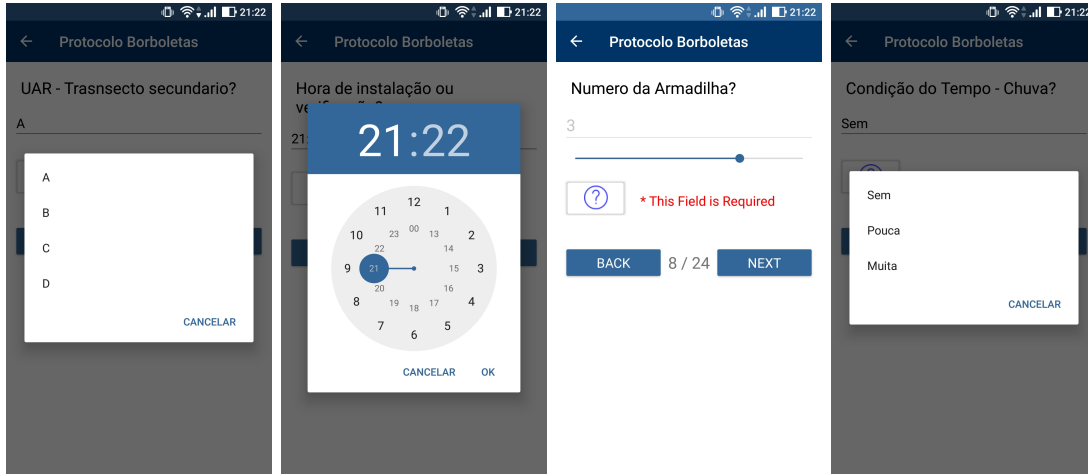 21:22
Protocolo Borboletas
UAR - Trasnsecto secundario?
A
A
B
C
D
CANCELAR
21:22
Protocolo Borboletas
Hora de instalação ou
21:22
12
11
1
10
23
00
13
2
22
14
9
21
15
3
20
16
8
19
18
17
4
7
5
6
CANCELAR
OK
21:22
Protocolo Borboletas
Numero da Armadilha?
3
?
* This Field is Required
BACK
8 / 24
NEXT
21:22
Protocolo Borboletas
Condição do Tempo - Chuva?
Sem
Sem
Pouca
Muita
CANCELAR